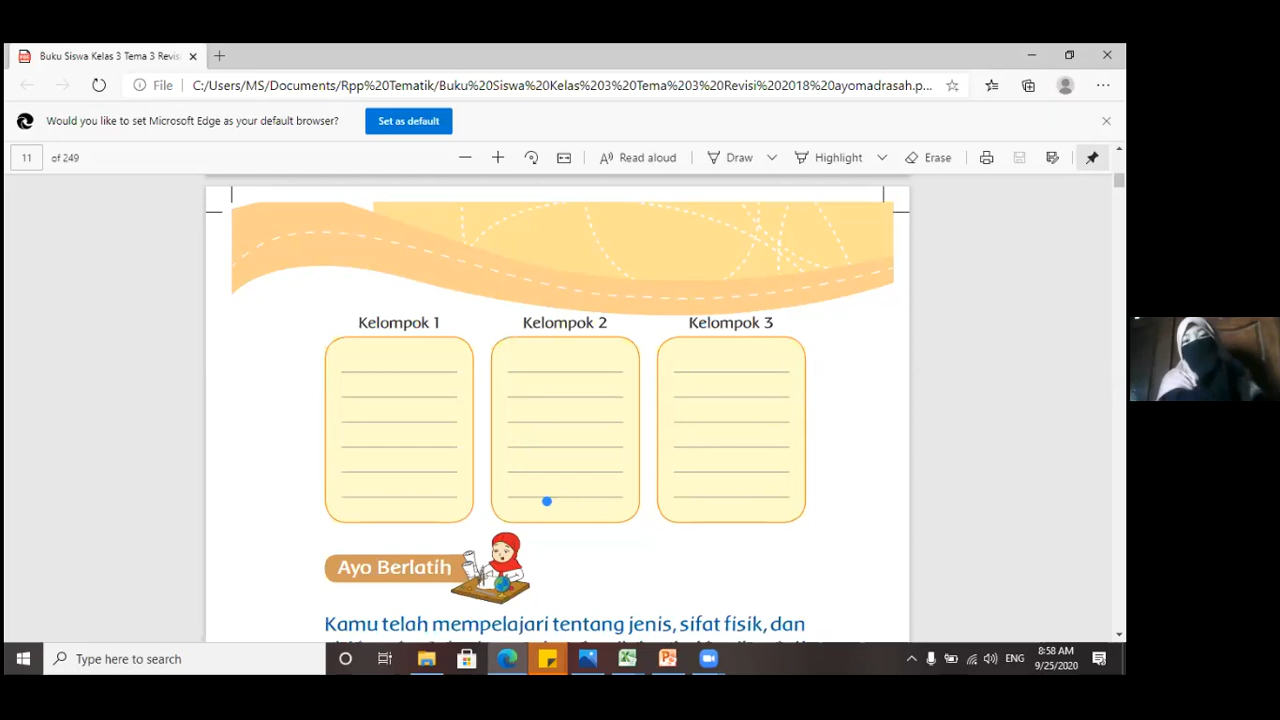 Buku Siswa Kelas 3 Tema 3 Revis
File
C:/Users/MS/Documents/Rpp%20Tematik/Buku%20Siswa%20Kelas%203%20Tema%203%20Revisi%202018%20ayomadrasah.p...
Would you like to set Microsoft Edge as your default browser?
Set as default
11 of 249
Read aloud
Draw
Highlight
Erase
Kelompok 1
Kelompok 2
Kelompok 3
Ayo Berlatih
Kamu telah mempelajari tentang jenis, sifat fisik, dan
Type here to search
ENG
8:58 AM
9/25/2020